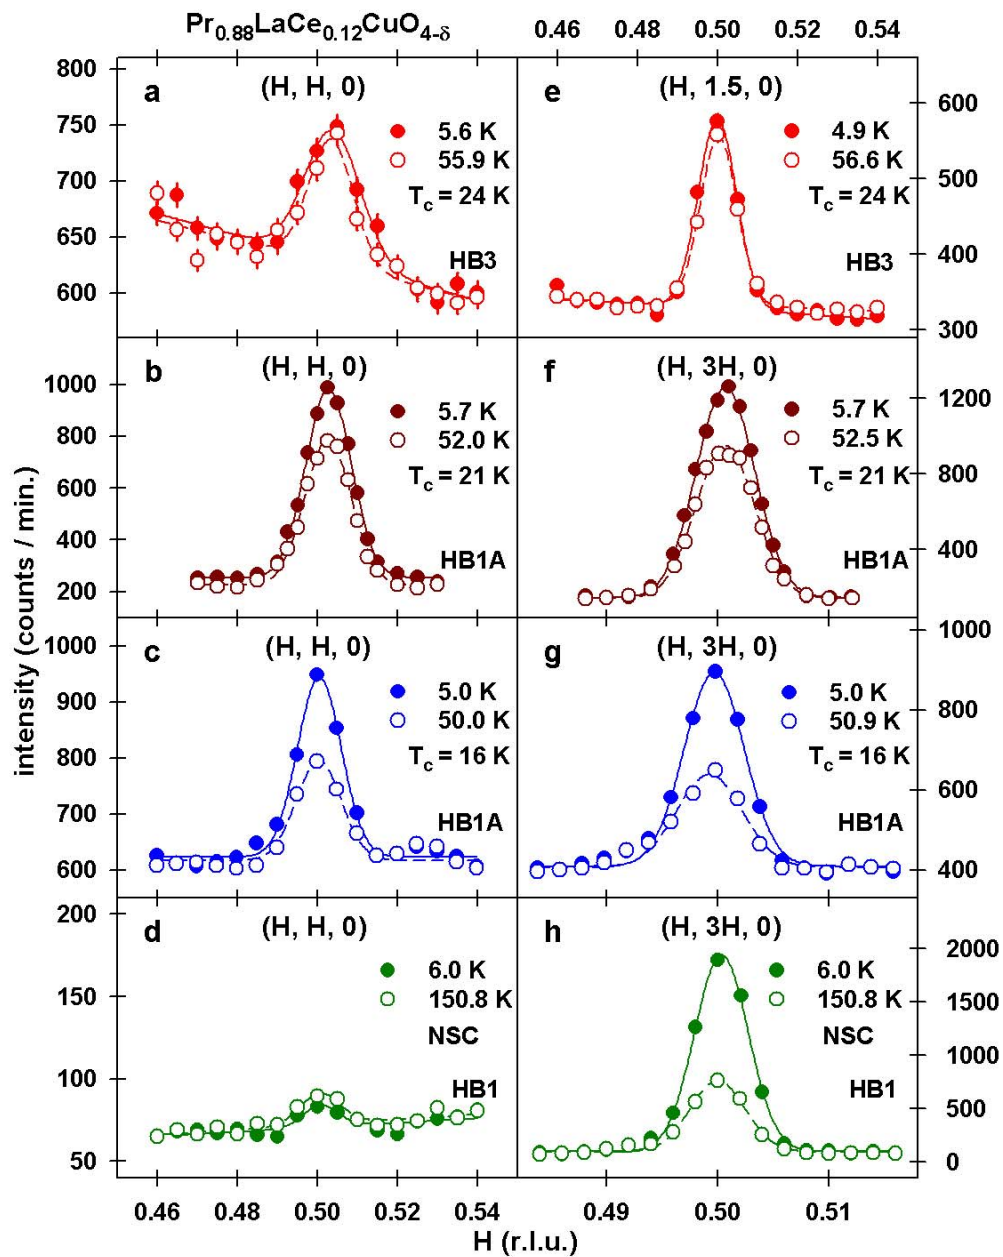 Pr0.88LaCe0.12CuO4-δ
0.46 0.48 0.50 0.52 0.54
a
(H, H, 0)
5.6 K
55.9 K
Tc = 24 K
HB3
800
750
700
650
600
e
(H, 1.5, 0)
4.9 K
56.6 K
Tc = 24 K
HB3
600
500
400
300
b
(H, H, 0)
5.7 K
52.0 K
Tc = 21 K
HB1A
1000
800
600
400
200
f
(H, 3H, 0)
5.7 K
52.5 K
Tc = 21 K
HB1A
1200
800
400
intensity (counts / min.)
c
(H, H, 0)
5.0 K
50.0 K
Tc = 16 K
HB1A
1000
900
800
700
600
g
(H, 3H, 0)
5.0 K
50.9 K
Tc = 16 K
HB1A
1000
800
600
400
d
(H, H, 0)
6.0 K
150.8 K
NSC
HB1
200
150
100
50
h
(H, 3H, 0)
6.0 K
150.8 K
NSC
HB1
2000
1500
1000
500
0
0.46 0.48 0.50 0.52 0.54
0.49 0.50 0.51
H (r.l.u.)